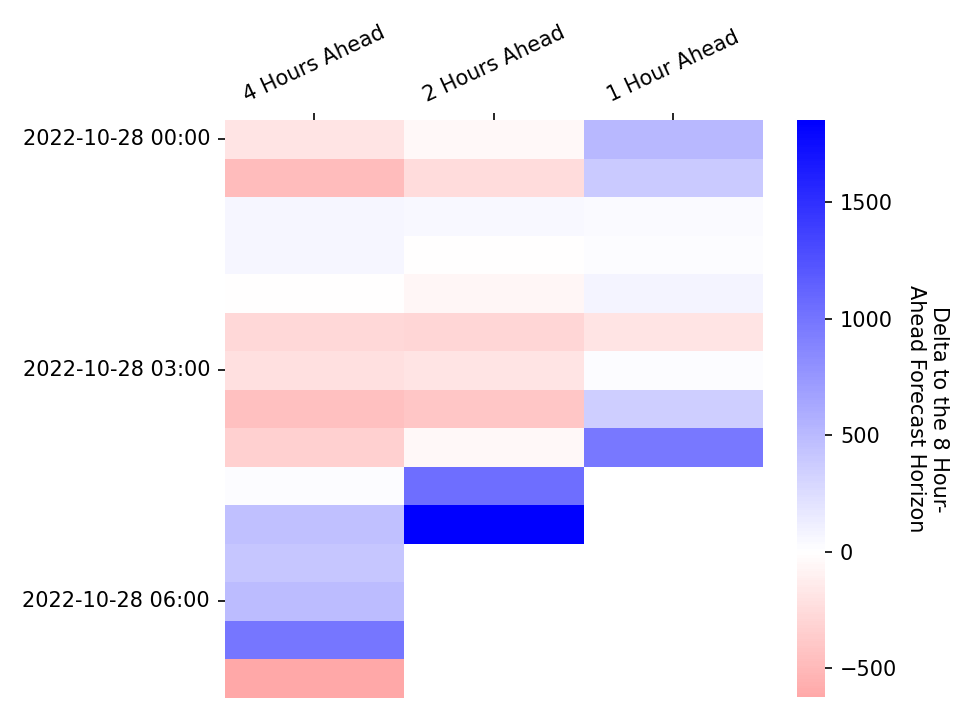 4 Hours Ahead
2 Hours Ahead
1 Hour Ahead
2022-10-28 00:00
2022-10-28 03:00
2022-10-28 06:00
1500
1000
500
0
−500
Delta to the 8 Hour-
Ahead Forecast Horizon